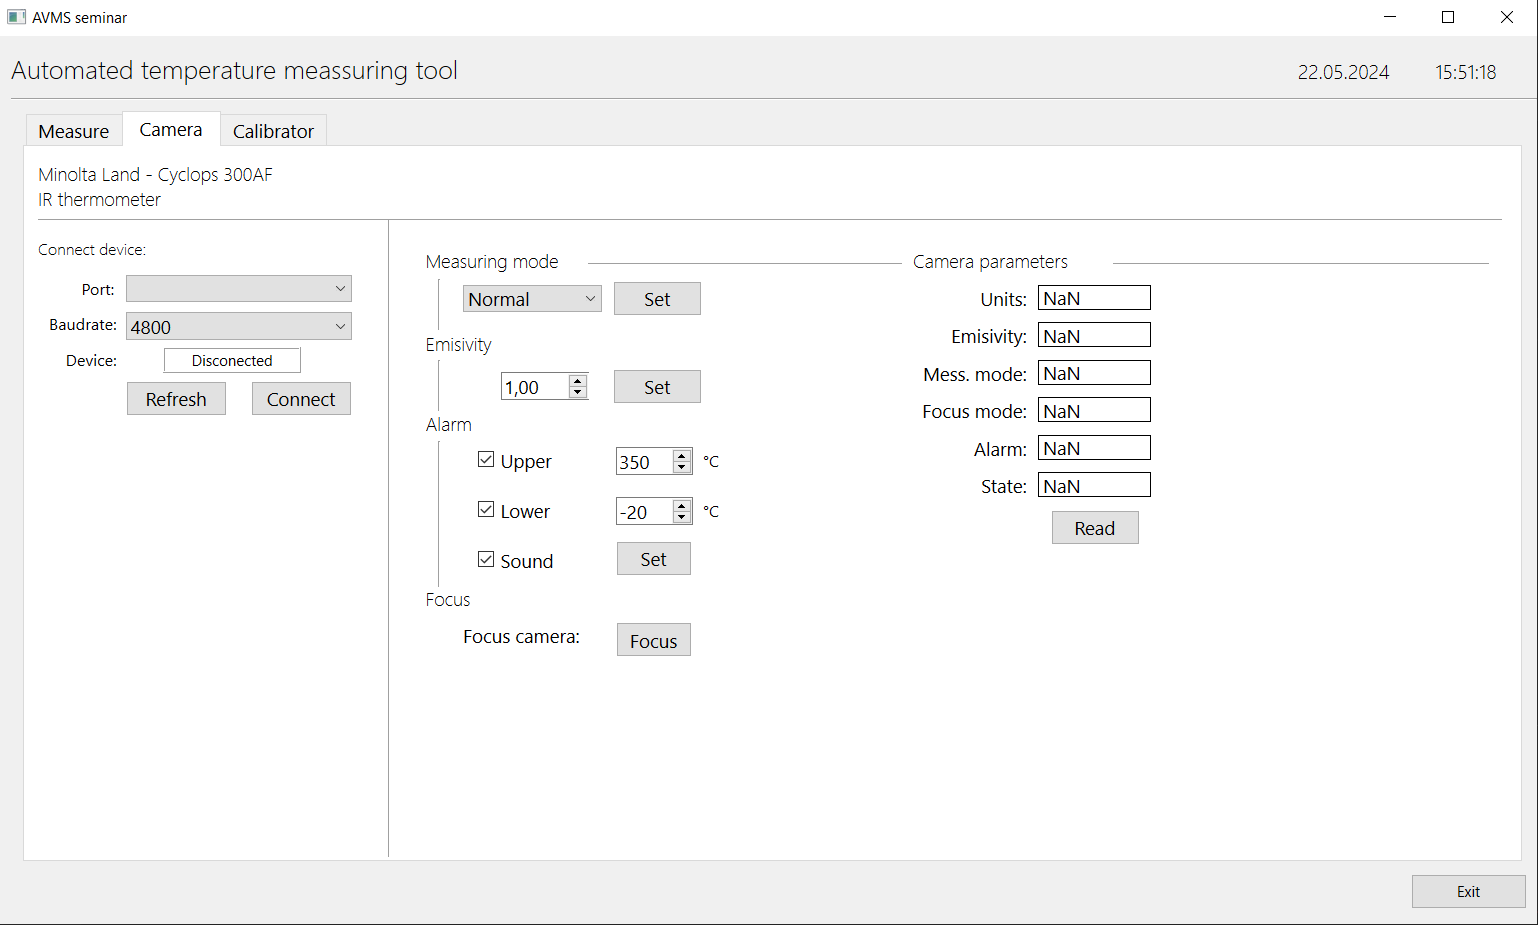 AVMS seminar
Automated temperature meassuring tool
22.05.2024 15:51:18
Measure Camera Calibrator
Minolta Land - Cyclops 300AF
IR thermometer
Connect device:
Port:
Baudrate: 4800
Device: Disconected
Refresh Connect
Measuring mode
Normal Set
Emisivity
1,00 Set
Alarm
Upper 350 °C
Lower -20 °C
Sound Set
Focus
Focus camera: Focus
Camera parameters
Units: NaN
Emisivity: NaN
Mess. mode: NaN
Focus mode: NaN
Alarm: NaN
State: NaN
Read
Exit